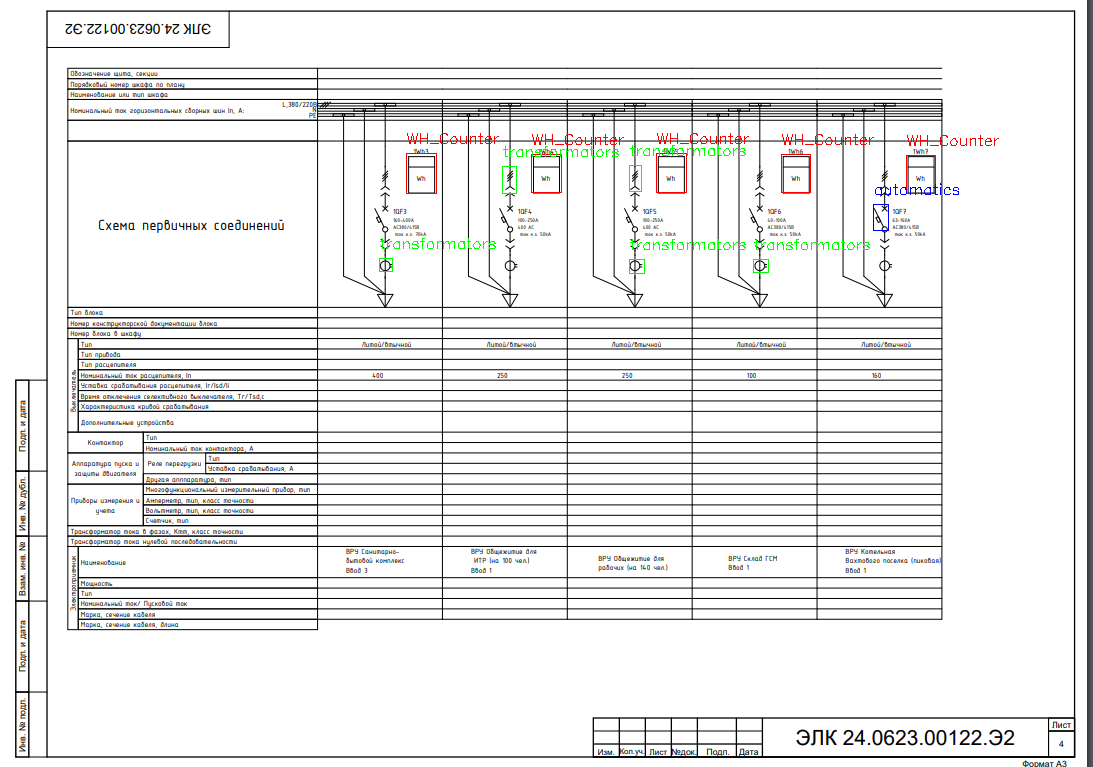 ЭЛК 24.0623.00122.Э2
Обозначение щита, секции
Порядковый номер шкафа по плану
Наименование или тип шкафа
Номинальный ток горизонтальных сборных шин In, А:
L,380/220В
N
PE
WH_Counter WH_Counter WH_Counter WH_Counter WH_Counter
transformators transformators
1Wh3 1Wh6 1Wh7
Wh Wh Wh Wh Wh
automatics
Схема первичных соединений
1QF3 1QF4 1QF5 1QF6 1QF7
160-400А 100-250А 100-250А 40-100А 63-160А
AC380/415В 400 AC 400 AC AC380/415В AC380/415В
ток к.з. 70kA ток к.з. 50kA ток к.з. 50kA ток к.з. 50kA ток к.з. 50kA
transformators transformators transformators
Тип блока
Номер конструкторской документации блока
Номер блока в шкафу
Выключатель
Тип Литой/втычной Литой/втычной Литой/втычной Литой/втычной Литой/втычной
Тип привода
Тип расцепителя
Номинальный ток расцепителя, In 400 250 250 100 160
Уставка срабатывания расцепителя, Ir/Isd/Ii
Время отключения селективного выключателя, Tr/Tsd,c
Характеристика кривой срабатывания
Дополнительные устройства
Контактор
Тип
Номинальный ток контактора, А
Аппаратура пуска и
защиты двигателя
Реле перегрузки
Тип
Уставка срабатывания, А
Другая апппаратура, тип
Приборы измерения и
учета
Многофункциональный измерительный прибор, тип
Амперметр, тип, класс точности
Вольтметр, тип, класс точности
Счетчик, тип
Трансформатор тока в фазах, Ктт, класс точности
Трансформатор тока нулевой последовательности
Электроприемник
Наименование
ВРУ Санитарно-
бытовой комплекс
Ввод 3
ВРУ Общежитие для
ИТР (на 100 чел.)
Ввод 1
ВРУ Общежитие для
рабочих (на 140 чел.)
ВРУ Склад ГСМ
Ввод 1
ВРУ Котельная
Вахтового поселка (пиковая)
Ввод 1
Мощность
Тип
Номинальный ток/ Пусковой ток
Марка, сечение кабеля
Марка, сечение кабеля, длина
Подп. и дата
Инв. № дубл.
Взам. инв. №
Подп. и дата
Инв. № подл.
Изм. Кол.уч. Лист №док. Подп. Дата
ЭЛК 24.0623.00122.Э2
Лист
4
Формат А3